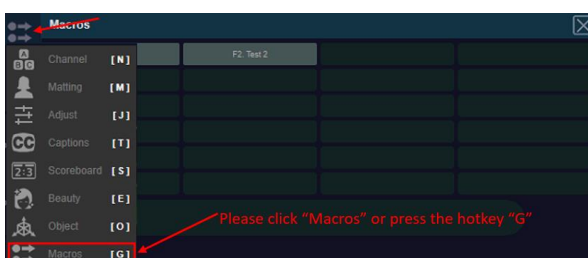 Macros
A
B C
Channel [N]
F2: Test 2
Matting [M]
Adjust [J]
CC Captions [T]
2:3 Scoreboard [S]
Beauty [E]
Object [O]
Please click “Macros” or press the hotkey “G”
Macros [G]